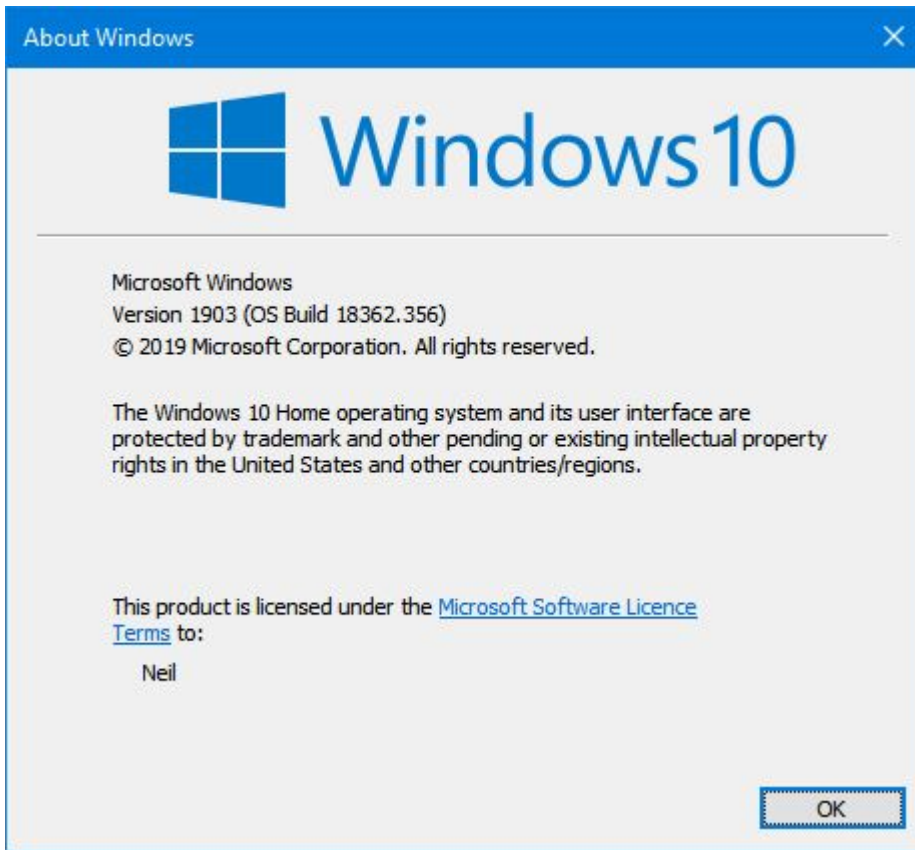 About Windows
Windows 10
Microsoft Windows
Version 1903 (OS Build 18362.356)
© 2019 Microsoft Corporation. All rights reserved.
The Windows 10 Home operating system and its user interface are
protected by trademark and other pending or existing intellectual property
rights in the United States and other countries/regions.
This product is licensed under the Microsoft Software Licence
Terms to:
Neil
OK